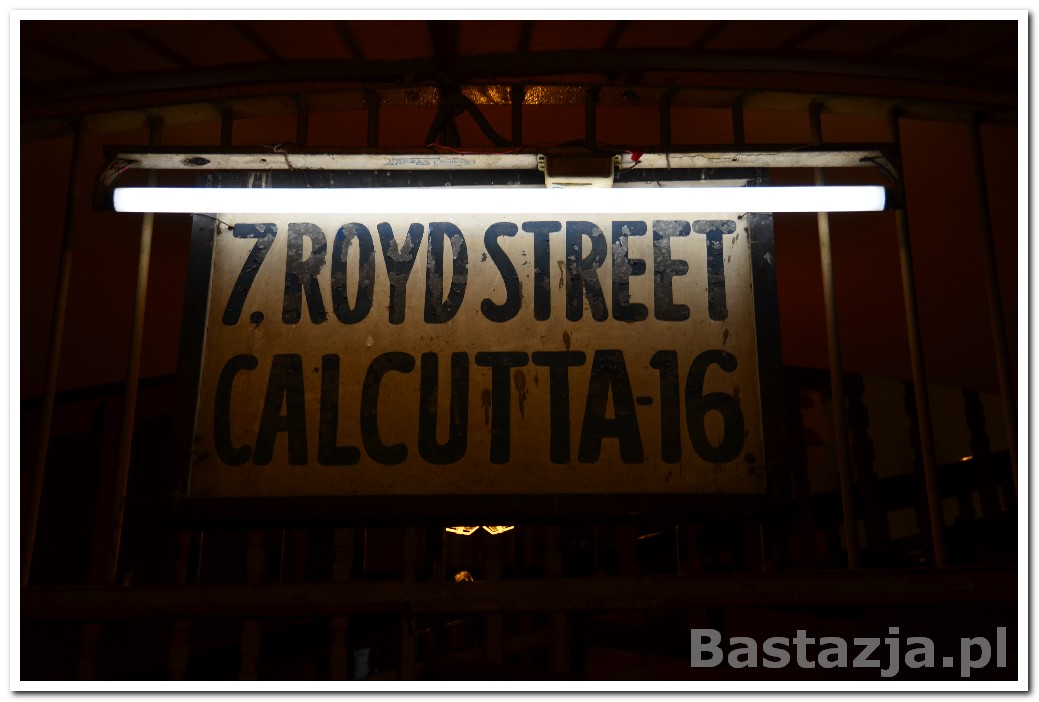 7, ROYD STREET
CALCUTTA-16
Bastazja.pl